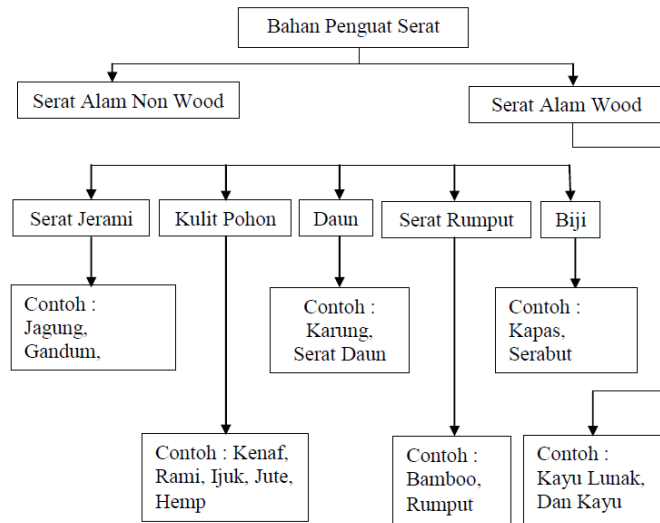 Bahan Penguat Serat
Serat Alam Non Wood
Serat Alam Wood
Serat Jerami
Kulit Pohon
Daun
Serat Rumput
Biji
Contoh :
Jagung,
Gandum,
Contoh :
Karung,
Serat Daun
Contoh :
Kapas,
Serabut
Contoh : Kenaf,
Rami, Ijuk, Jute,
Hemp
Contoh :
Bamboo,
Rumput
Contoh :
Kayu Lunak,
Dan Kayu